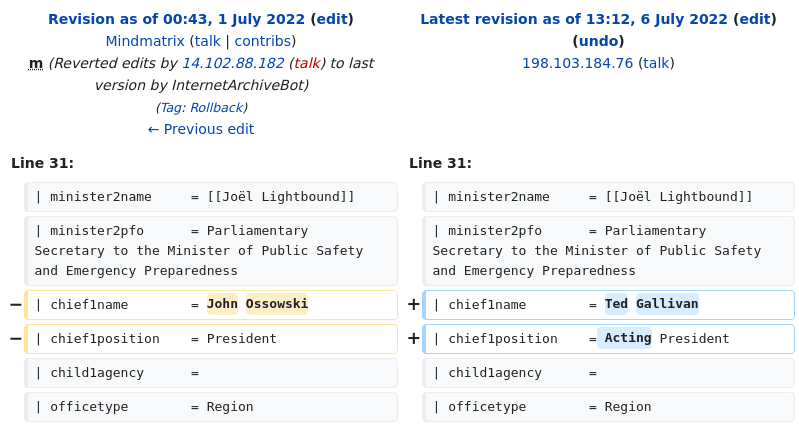 Revision as of 00:43, 1 July 2022 (edit)
Mindmatrix (talk | contribs)
m (Reverted edits by 14.102.88.182 (talk) to last
version by InternetArchiveBot)
(Tag: Rollback)
← Previous edit
Latest revision as of 13:12, 6 July 2022 (edit)
(undo)
198.103.184.76 (talk)
Line 31:
Line 31:
| minister2name     = [[Joël Lightbound]]
| minister2name     = [[Joël Lightbound]]
| minister2pfo      = Parliamentary
Secretary to the Minister of Public Safety
and Emergency Preparedness
| minister2pfo      = Parliamentary
Secretary to the Minister of Public Safety
and Emergency Preparedness
− | chief1name        = John Ossowski
+ | chief1name        = Ted Gallivan
− | chief1position    = President
+ | chief1position    = Acting President
| child1agency      =
| child1agency      =
| officetype        = Region
| officetype        = Region